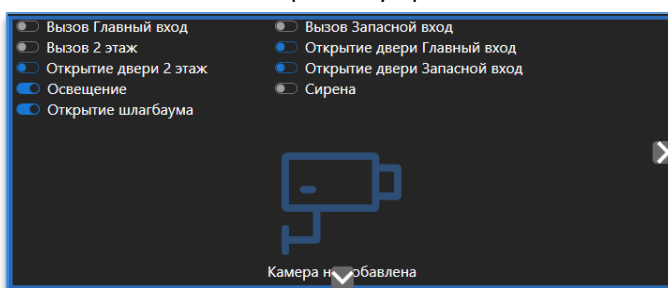 Вызов Главный вход
Вызов Запасной вход
Вызов 2 этаж
Открытие двери Главный вход
Открытие двери 2 этаж
Открытие двери Запасной вход
Освещение
Сирена
Открытие шлагбаума
Камера